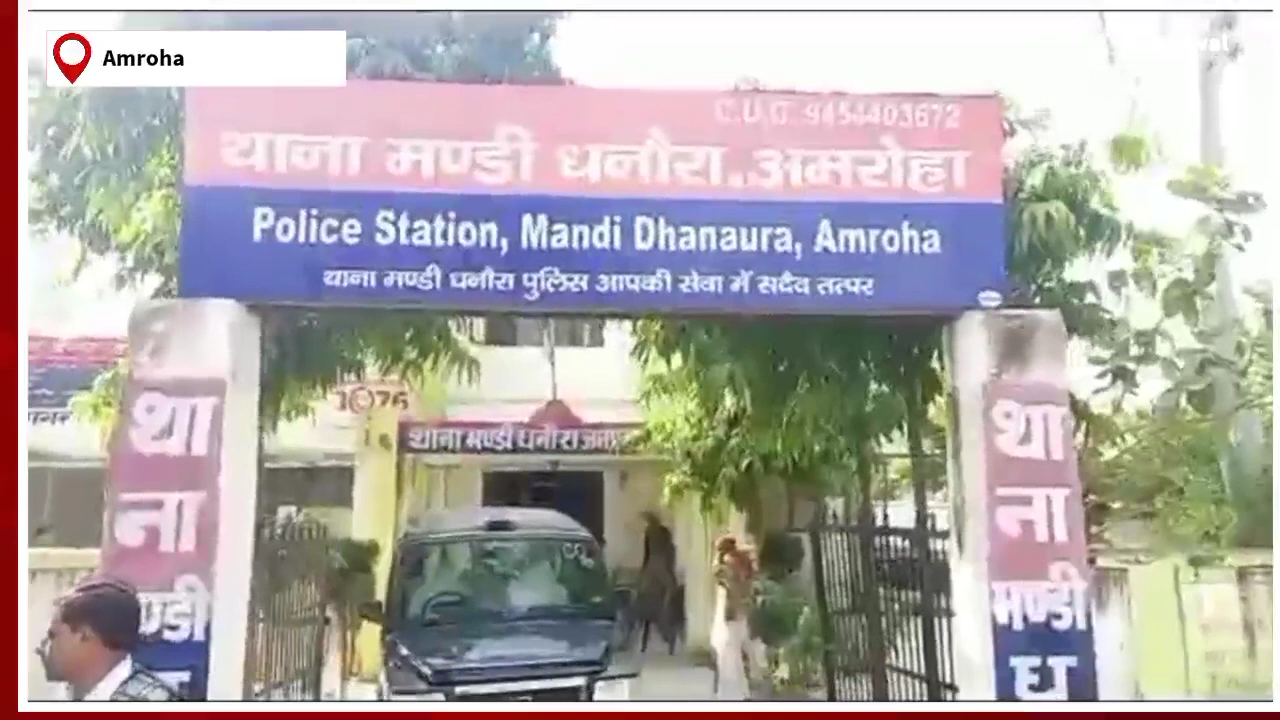 Amroha
C.U.G. 9454403672
थाना मण्डी धनौरा.अमरोहा
Police Station, Mandi Dhanaura, Amroha
थाना मण्डी धनौरा पुलिस आपकी सेवा में सदैव तत्पर
थाना मण्डी धनौरा
था
ना
मण्डी
था
ना
मण्डी
ध